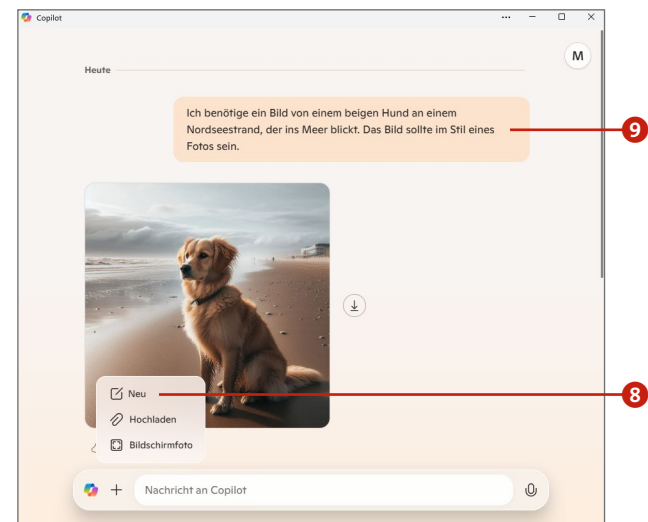 Copilot
M
Heute
Ich benötige ein Bild von einem beigen Hund an einem
Nordseestrand, der ins Meer blickt. Das Bild sollte im Stil eines
Fotos sein.
9
Neu
8
Hochladen
Bildschirmfoto
Nachricht an Copilot